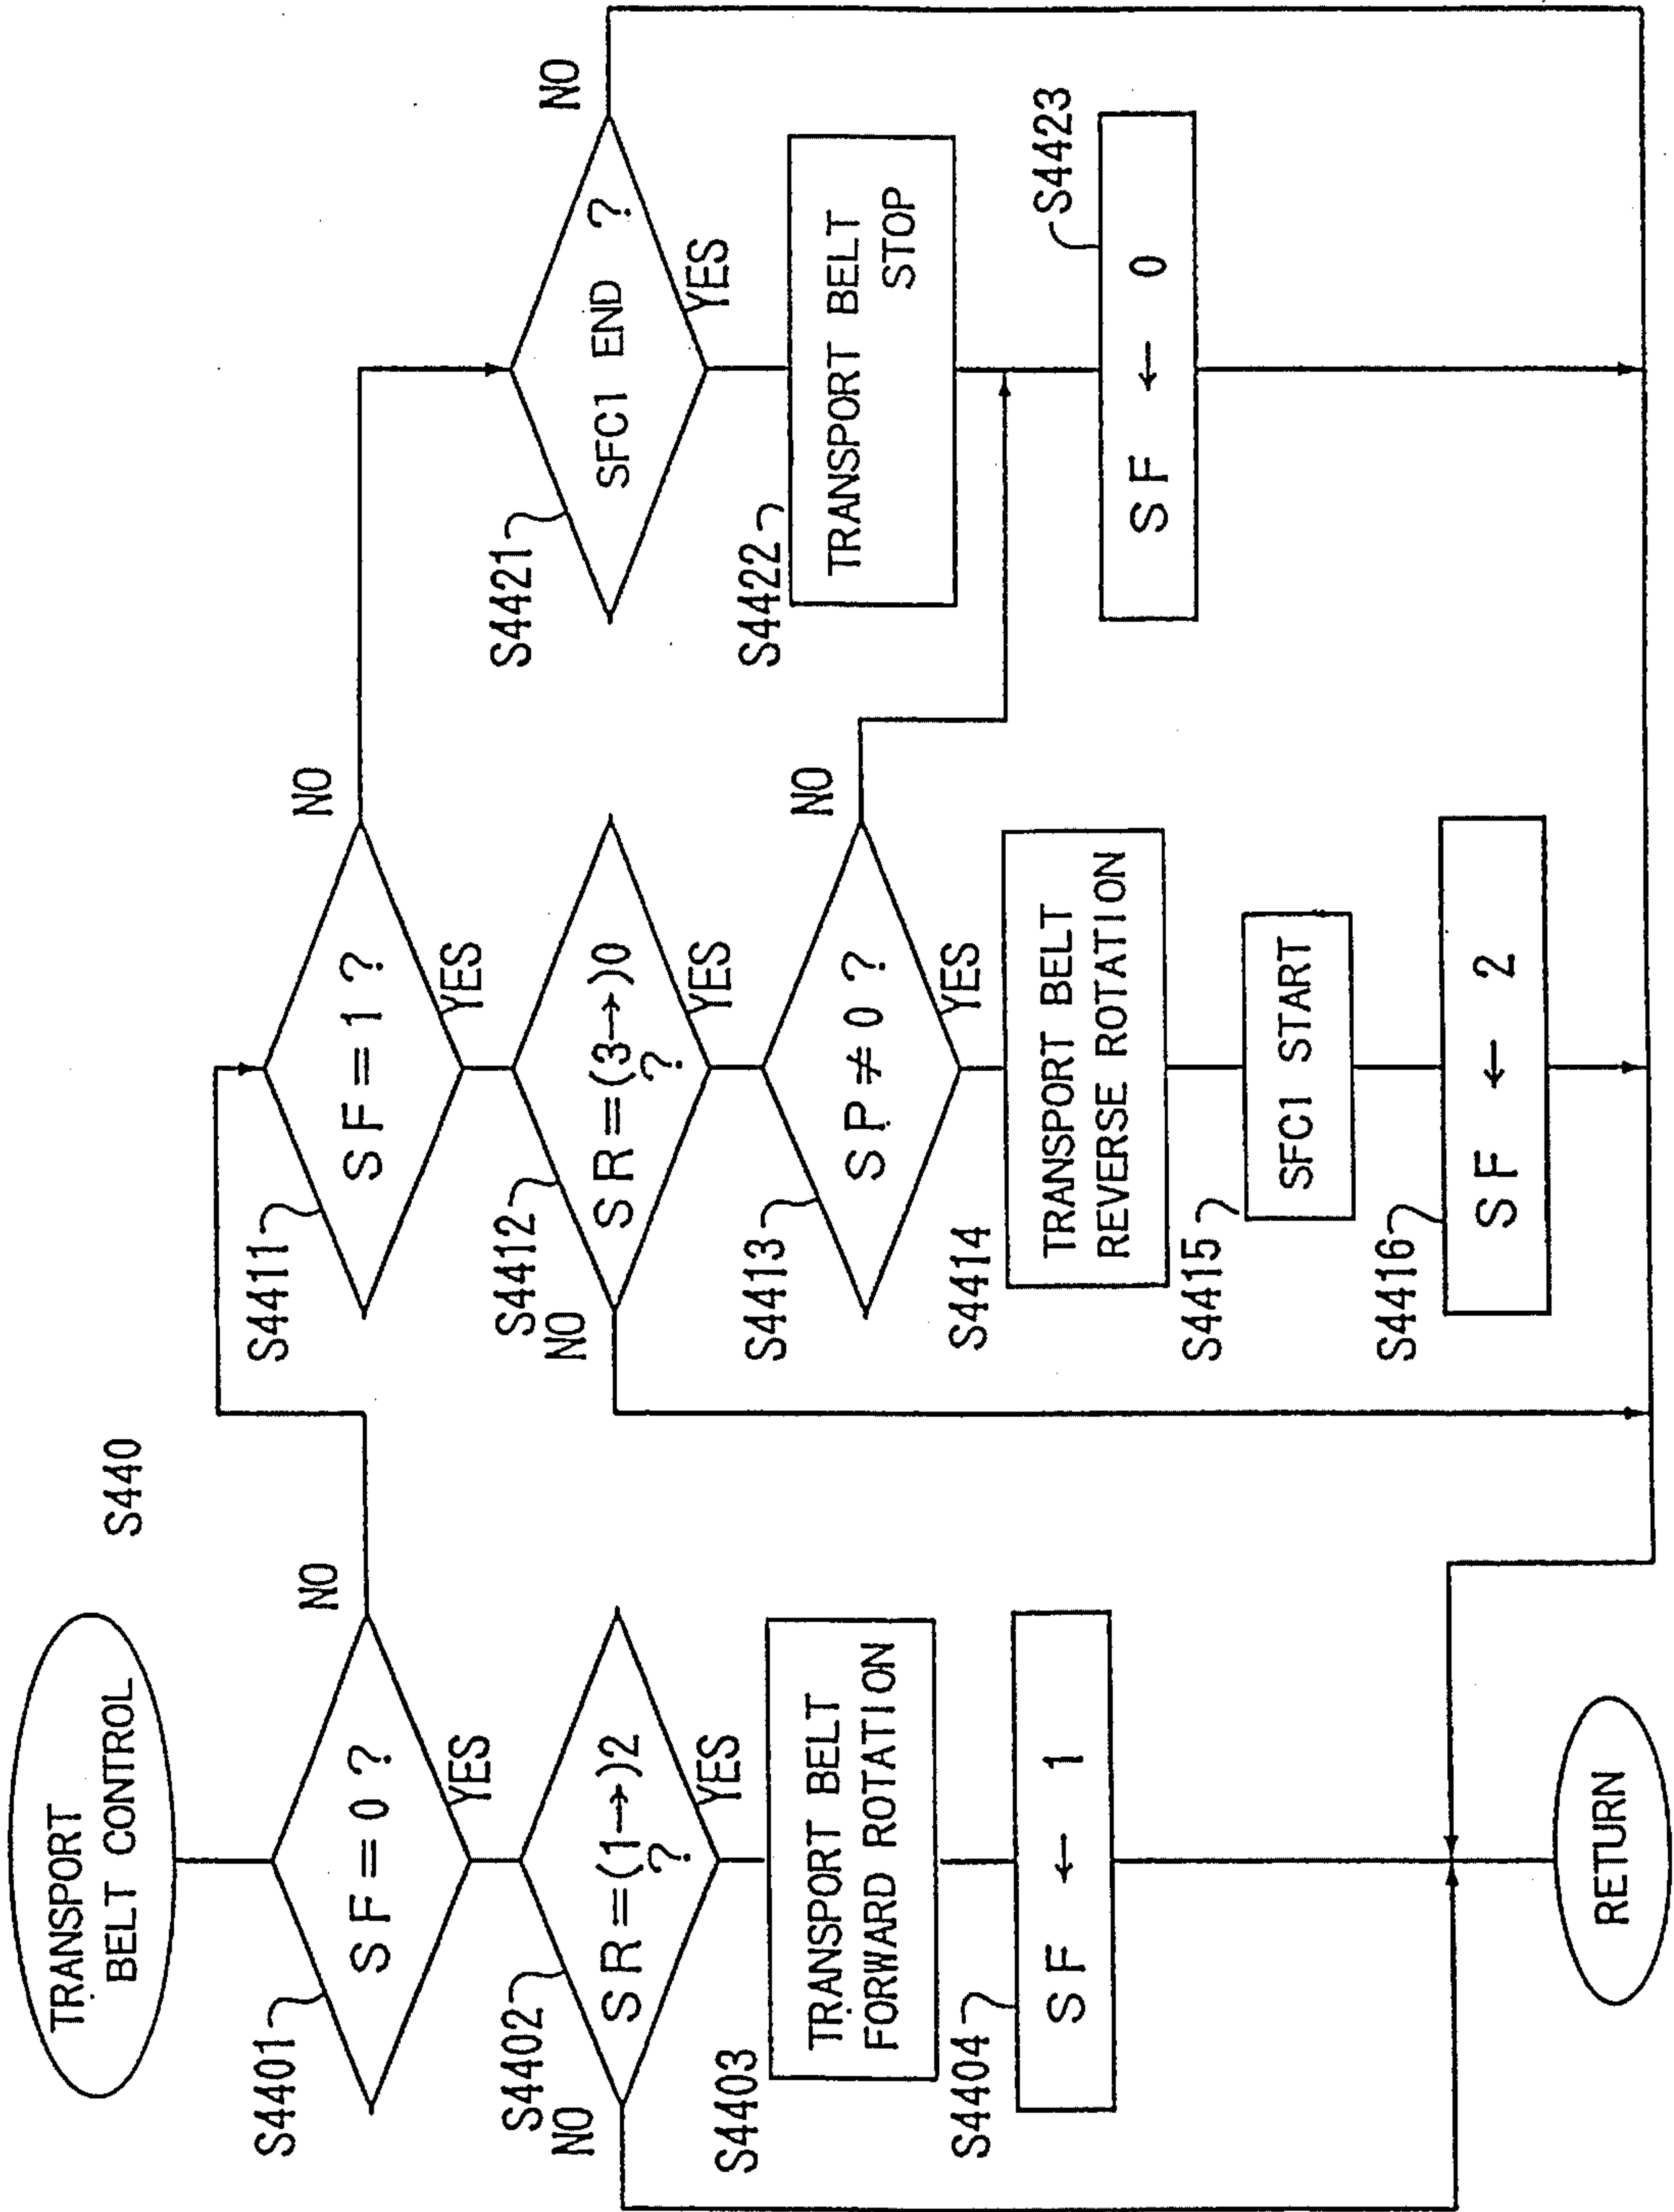 S440
TRANSPORT
BELT CONTROL
S4401
SF=0?
NO
YES
S4402
SR=(1→)2
?
NO
YES
S4403
TRANSPORT BELT
FORWARD ROTATION
S4404
SF ← 1
RETURN
S4411
SF=1?
NO
YES
S4412
SR=(3→)0
?
NO
YES
S4413
SP≠0?
NO
YES
S4414
TRANSPORT BELT
REVERSE ROTATION
S4415
SFC1 START
S4416
SF ← 2
S4421
SFC1 END ?
NO
YES
S4422
TRANSPORT BELT
STOP
S4423
SF ← 0